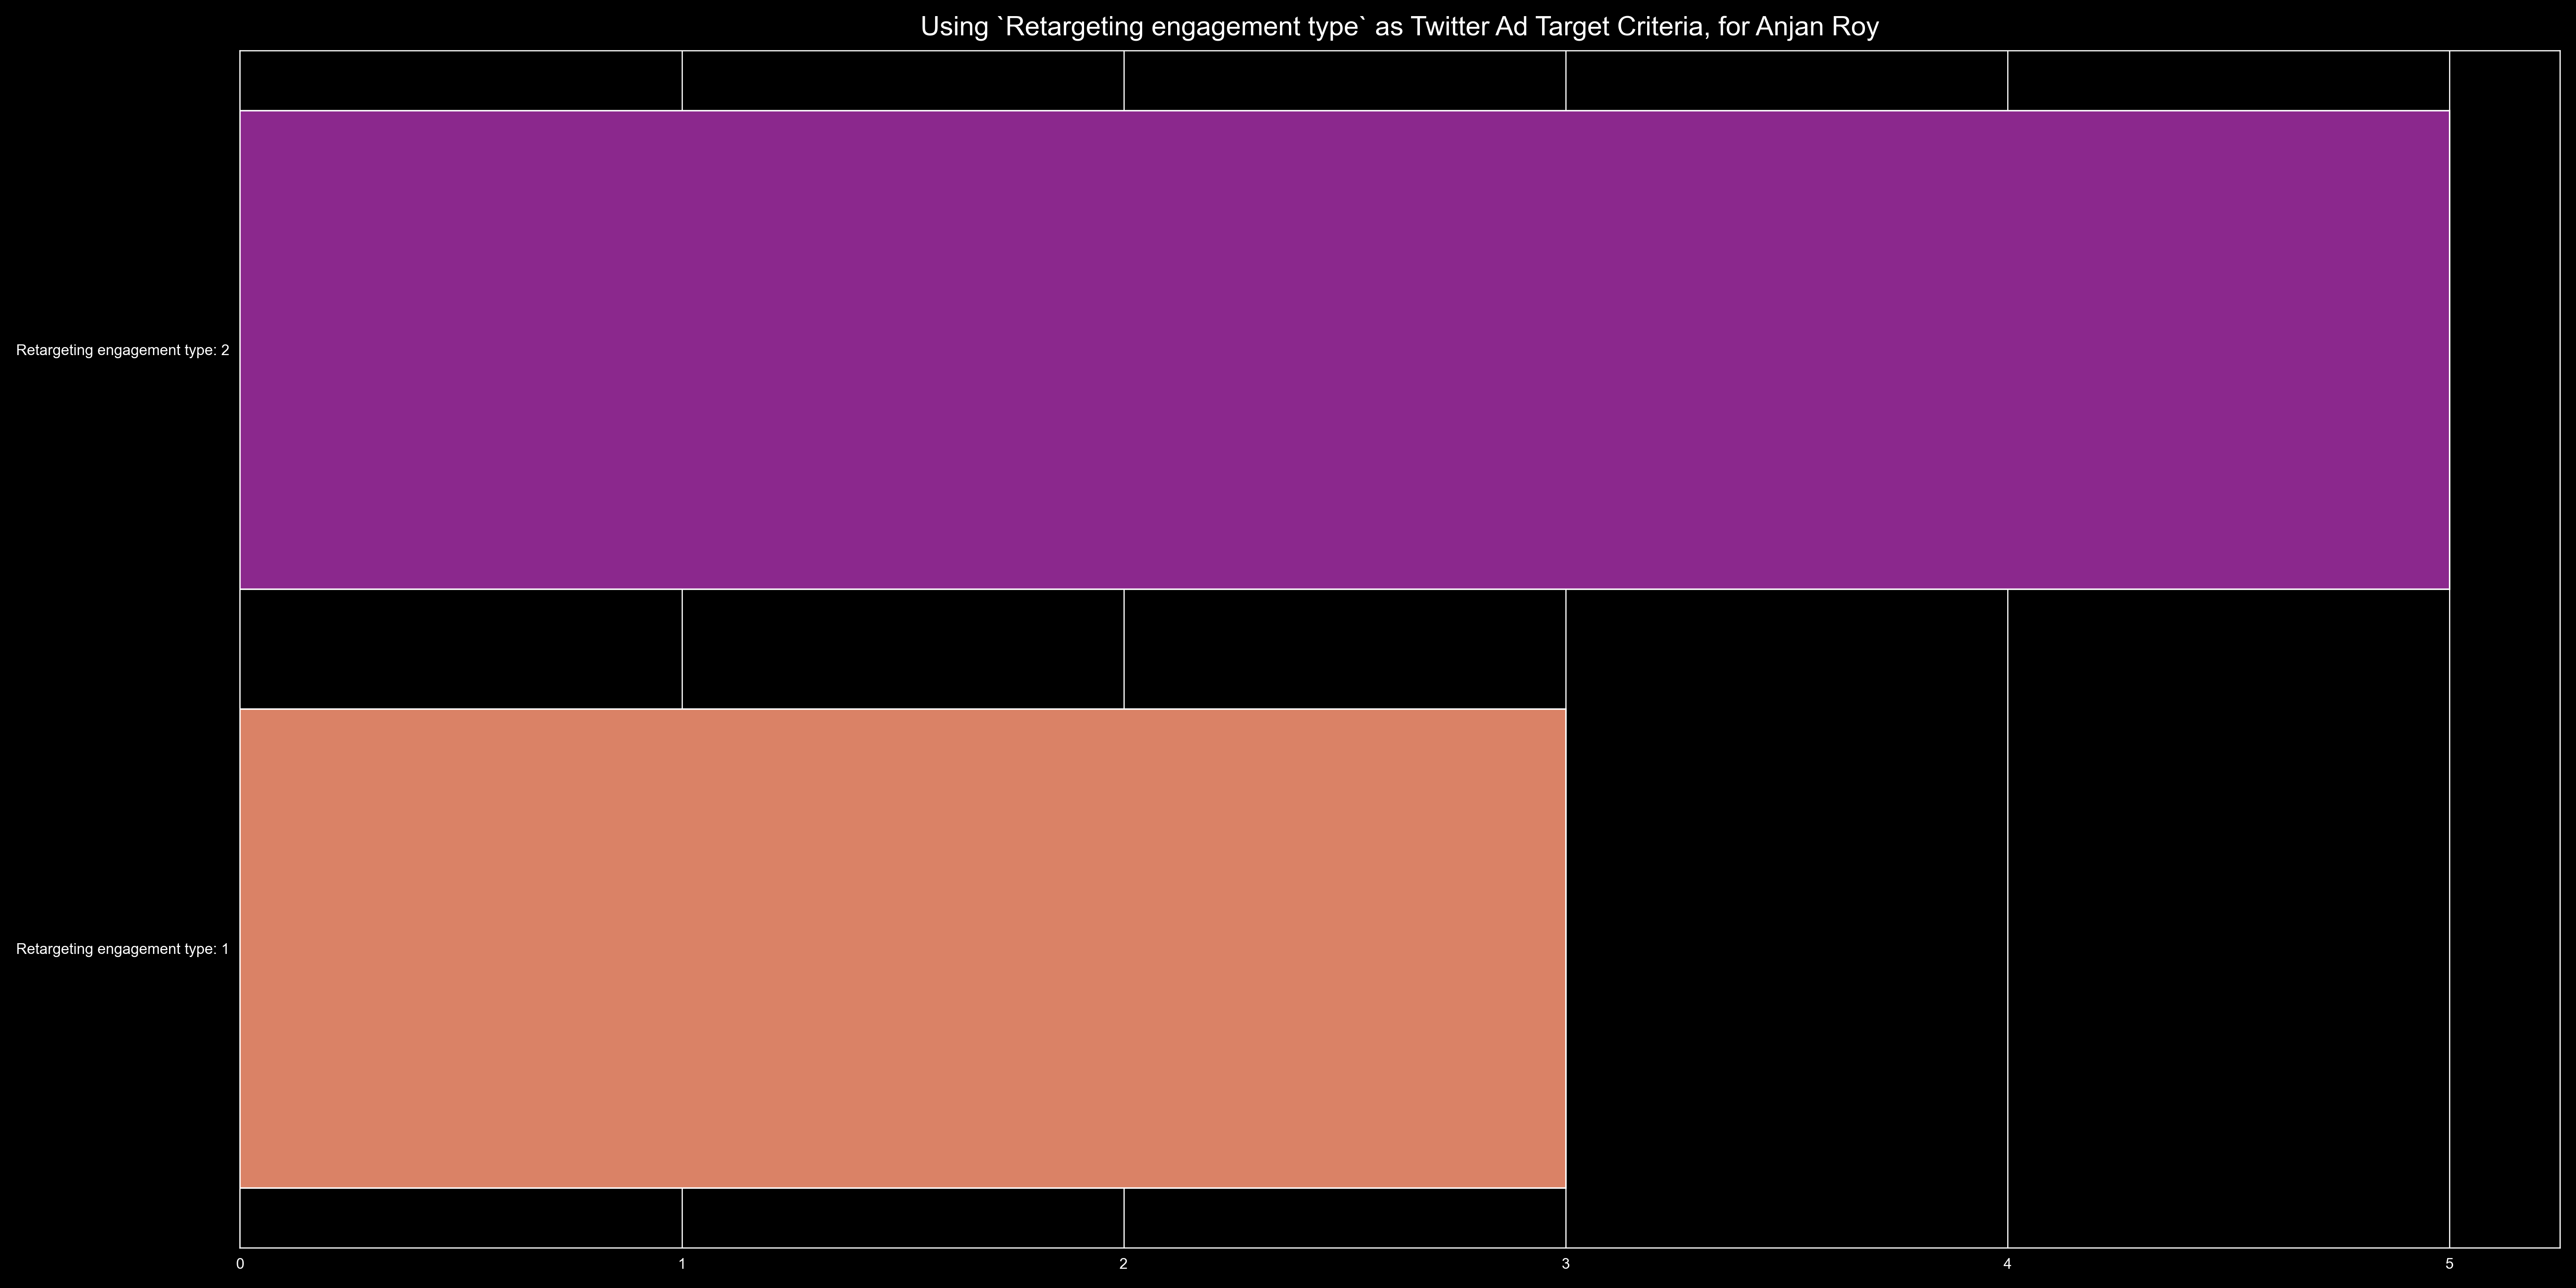 Using `Retargeting engagement type` as Twitter Ad Target Criteria, for Anjan Roy
Retargeting engagement type: 2
Retargeting engagement type: 1
0 1 2 3 4 5